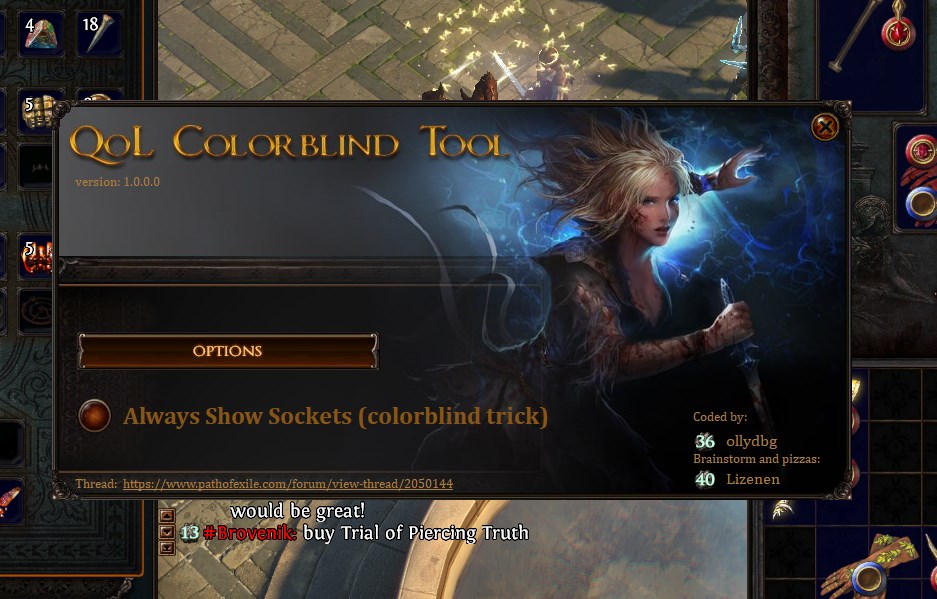 4
18
5
QoL Colorblind Tool
version: 1.0.0.0
5
OPTIONS
Always Show Sockets (colorblind trick)
Coded by:
36 ollydbg
Brainstorm and pizzas:
40 Lizenen
Thread: https://www.pathofexile.com/forum/view-thread/2050144
would be great!
13 #Brovenik: buy Trial of Piercing Truth